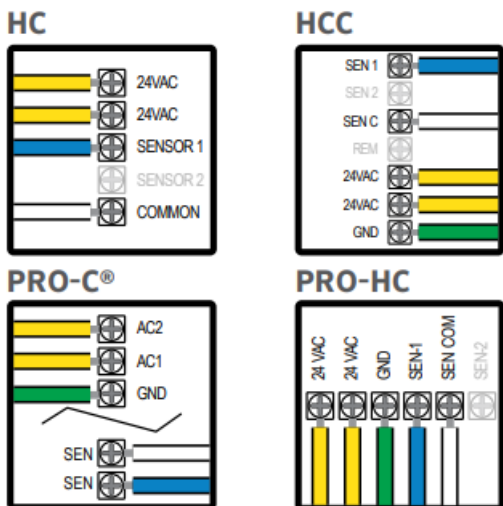 HC
24VAC
24VAC
SENSOR 1
SENSOR 2
COMMON
HCC
SEN 1
SEN 2
SEN C
REM
24VAC
24VAC
GND
PRO-C®
AC2
AC1
GND
SEN
SEN
PRO-HC
24 VAC
24 VAC
GND
SEN-1
SEN COM
SEN-2